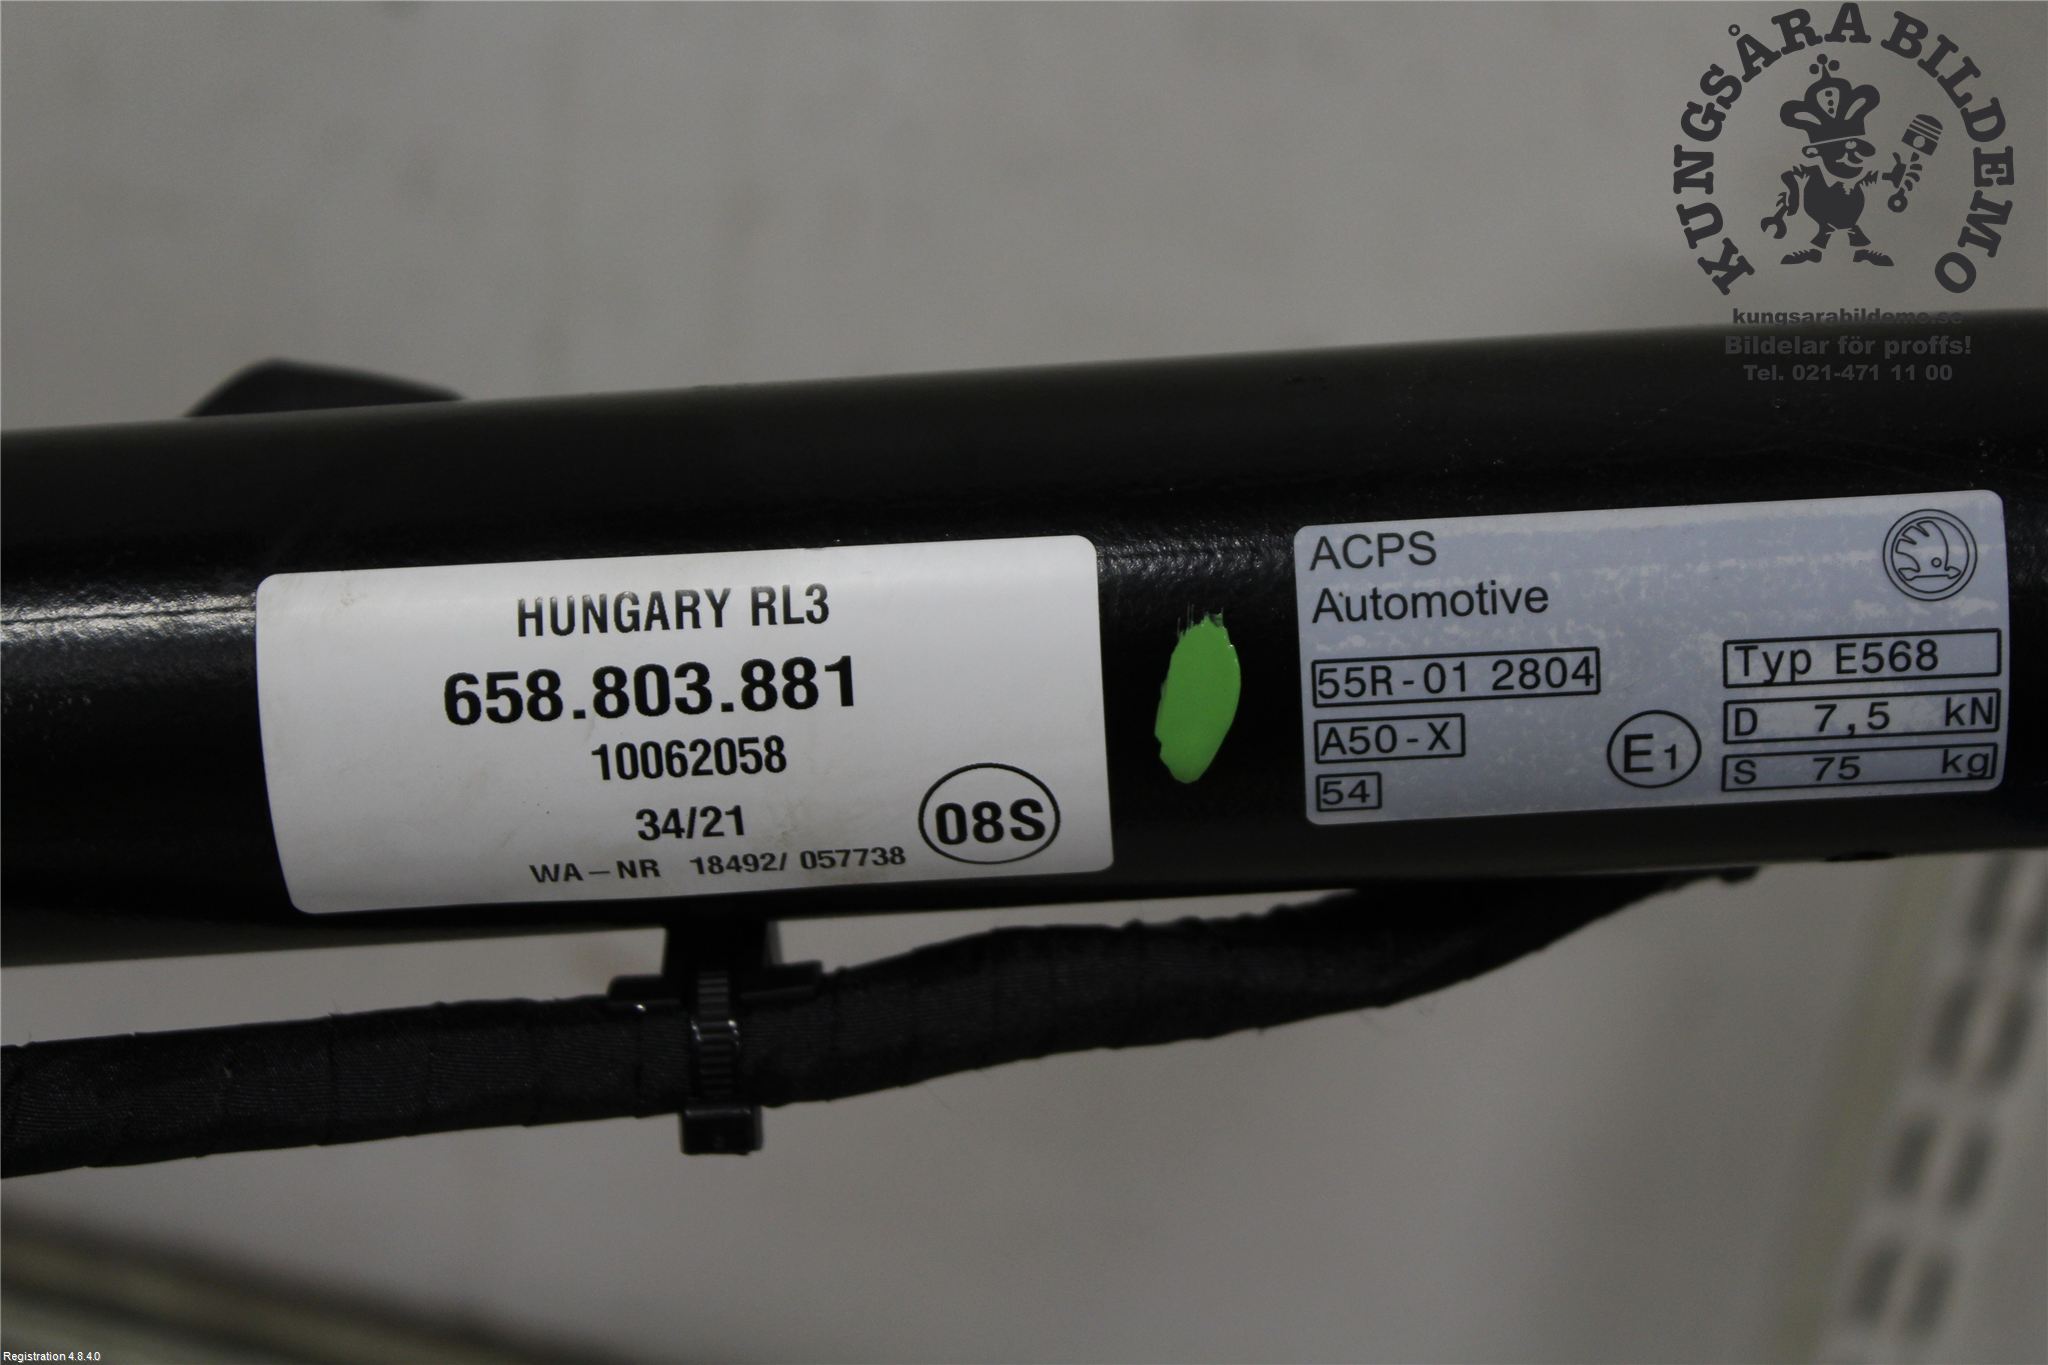 KUNGSÅRA BILDEMO
kungsarabildemo.se
Bildelar för proffs!
Tel. 021-471 11 00
HUNGARY RL3
658.803.881
10062058
34/21
WA-NR 18492/ 057738
08S
ACPS
Automotive
55R-01 2804
A50-X
54
E1
Typ E568
D 7,5 kN
S 75 kg
Registration 4.8.4.0